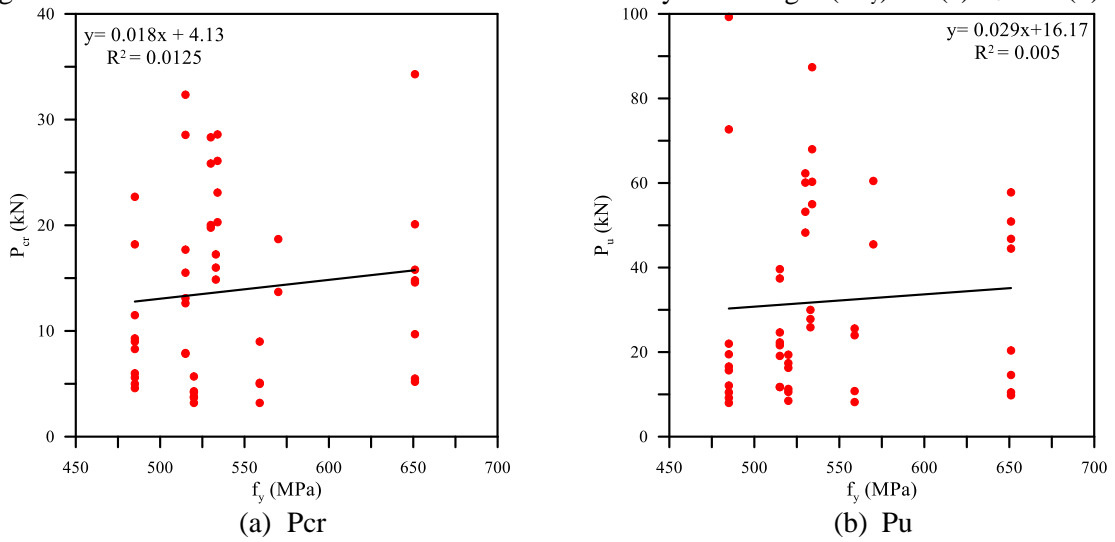 40
30
20
10
0
y= 0.018x + 4.13
R² = 0.0125
P_cr (kN)
450 500 550 600 650 700
f_y (MPa)
(a) Pcr
100
80
60
40
20
0
y= 0.029x+16.17
R² = 0.005
P_u (kN)
450 500 550 600 650 700
f_y (MPa)
(b) Pu